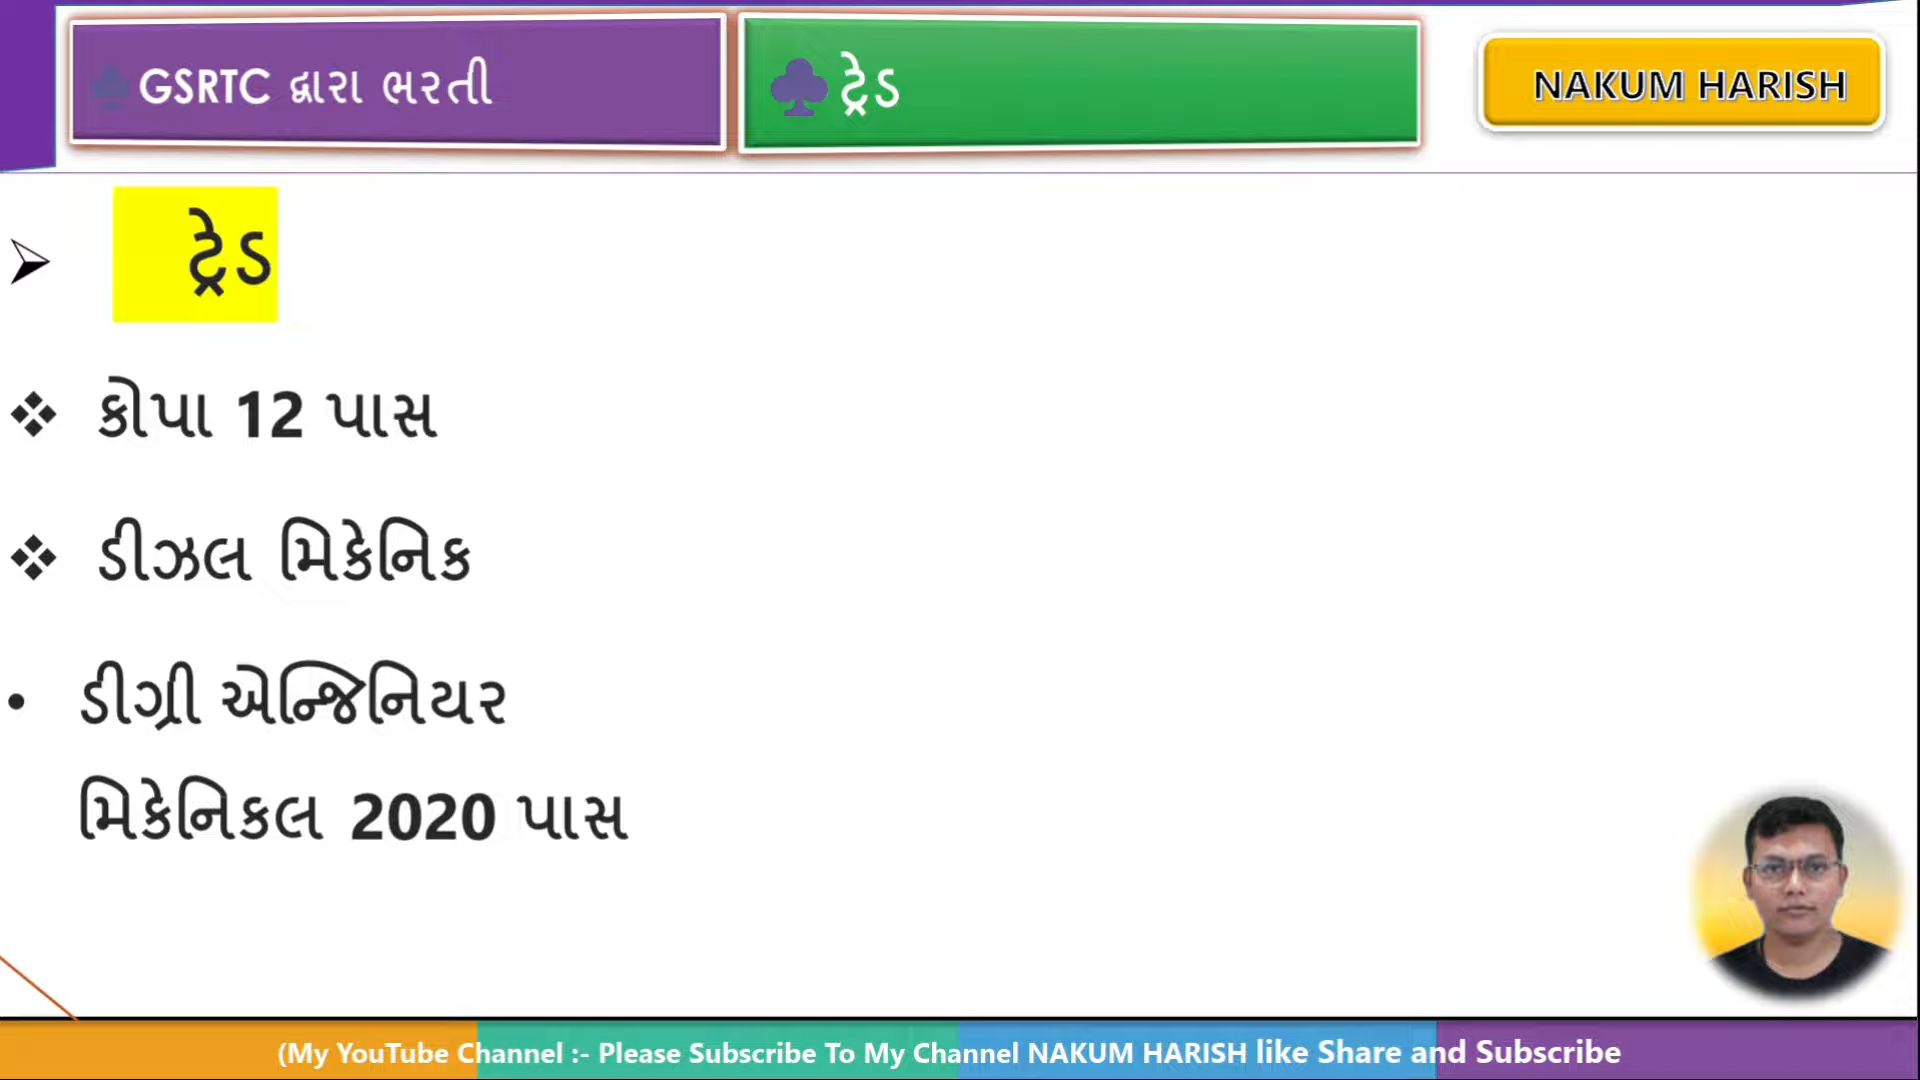 GSRTC દ્વારા ભરતી
ટ્રેડ
NAKUM HARISH
ટ્રેડ
કોપા 12 પાસ
ડીઝલ મિકેનિક
ડીગ્રી એન્જિનિયર
મિકેનિકલ 2020 પાસ
(My YouTube Channel :- Please Subscribe To My Channel NAKUM HARISH like Share and Subscribe